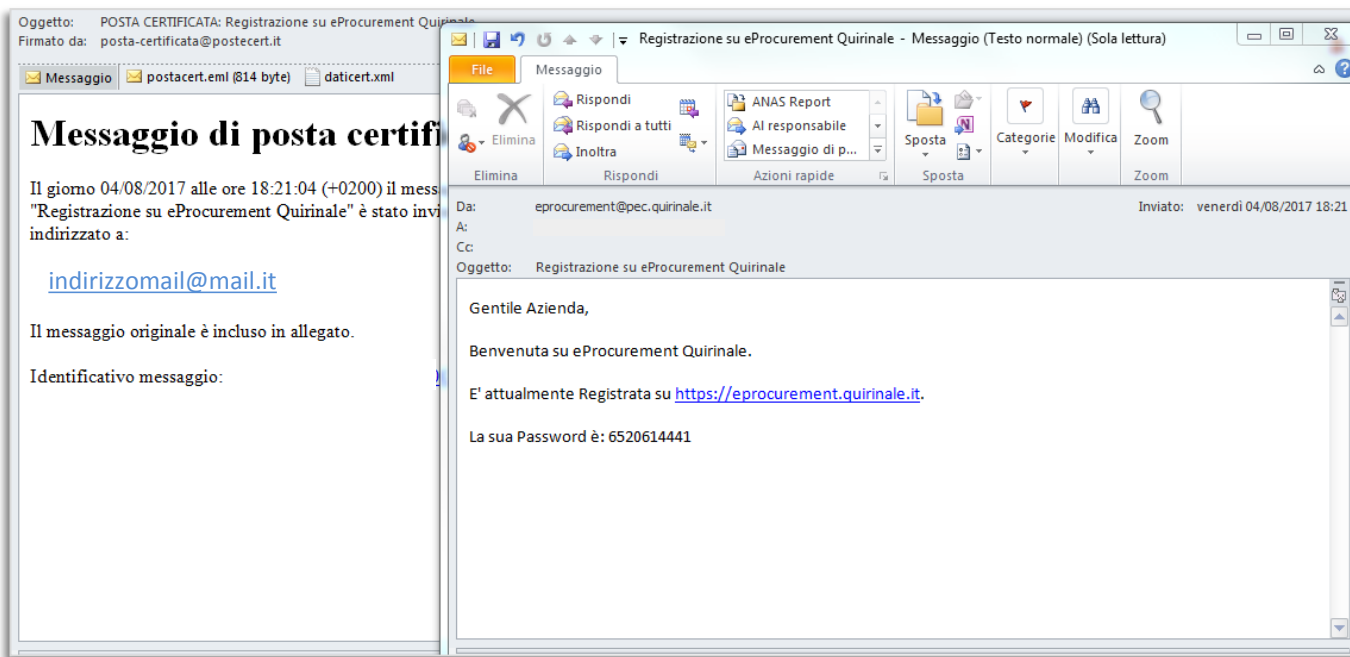 Oggetto: POSTA CERTIFICATA: Registrazione su eProcurement Quirinale
Firmato da: posta-certificata@postecert.it
Messaggio postacert.eml (814 byte) daticert.xml
Messaggio di posta certifi
Il giorno 04/08/2017 alle ore 18:21:04 (+0200) il mess
"Registrazione su eProcurement Quirinale" è stato invi
indirizzato a:
indirizzomail@mail.it
Il messaggio originale è incluso in allegato.
Identificativo messaggio:
Registrazione su eProcurement Quirinale - Messaggio (Testo normale) (Sola lettura)
File Messaggio
Elimina
Rispondi
Rispondi a tutti
Inoltra
ANAS Report
Al responsabile
Messaggio di p...
Sposta
Categorie
Modifica
Zoom
Elimina Rispondi Azioni rapide Sposta Zoom
Da: eprocurement@pec.quirinale.it Inviato: venerdì 04/08/2017 18:21
A:
Cc:
Oggetto: Registrazione su eProcurement Quirinale
Gentile Azienda,
Benvenuta su eProcurement Quirinale.
E' attualmente Registrata su https://eprocurement.quirinale.it.
La sua Password è: 6520614441